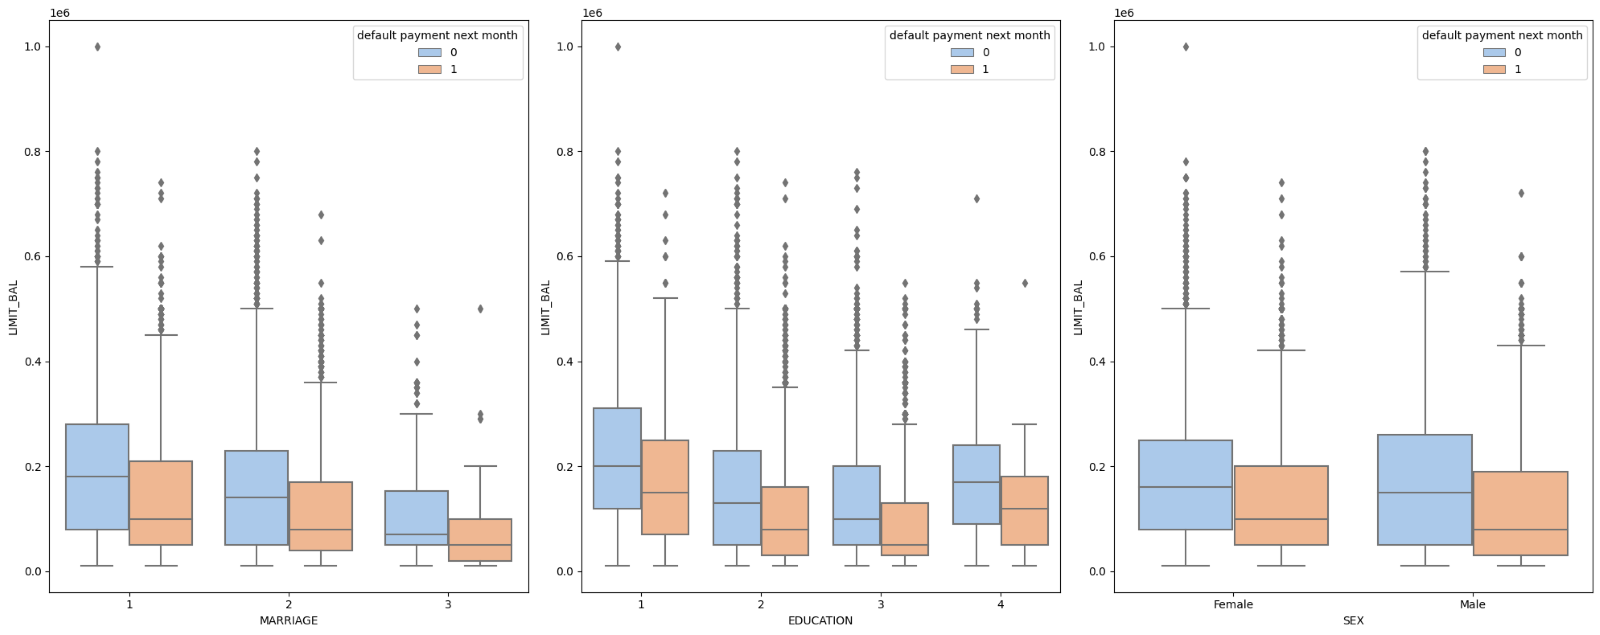 1e6
default payment next month
0
1
1.0
0.8
0.6
0.4
0.2
0.0
LIMIT_BAL
1
2
3
MARRIAGE
1e6
default payment next month
0
1
1.0
0.8
0.6
0.4
0.2
0.0
LIMIT_BAL
1
2
3
4
EDUCATION
1e6
default payment next month
0
1
1.0
0.8
0.6
0.4
0.2
0.0
LIMIT_BAL
Female
Male
SEX